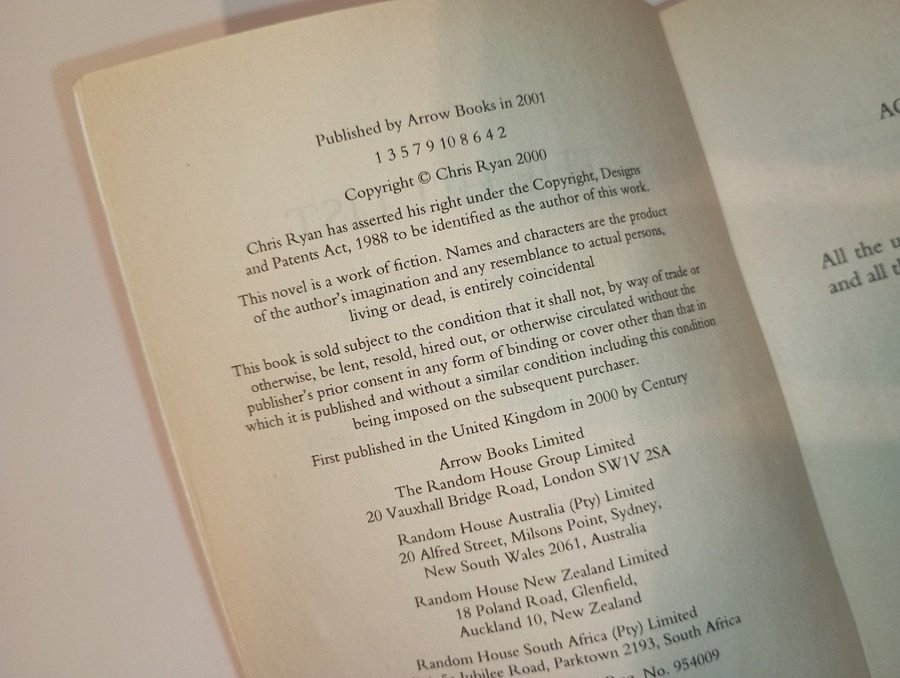 Published by Arrow Books in 2001
1 3 5 7 9 10 8 6 4 2
Copyright © Chris Ryan 2000
Chris Ryan has asserted his right under the Copyright, Designs
and Patents Act, 1988 to be identified as the author of this work.
This novel is a work of fiction. Names and characters are the product
of the author's imagination and any resemblance to actual persons,
living or dead, is entirely coincidental
This book is sold subject to the condition that it shall not, by way of trade or
otherwise, be lent, resold, hired out, or otherwise circulated without the
publisher's prior consent in any form of binding or cover other than that in
which it is published and without a similar condition including this condition
being imposed on the subsequent purchaser.
First published in the United Kingdom in 2000 by Century
Arrow Books Limited
The Random House Group Limited
20 Vauxhall Bridge Road, London SW1V 2SA
Random House Australia (Pty) Limited
20 Alfred Street, Milsons Point, Sydney,
New South Wales 2061, Australia
Random House New Zealand Limited
18 Poland Road, Glenfield,
Auckland 10, New Zealand
Random House South Africa (Pty) Limited
Jubilee Road, Parktown 2193, South Africa
No. 954009
All the
and all